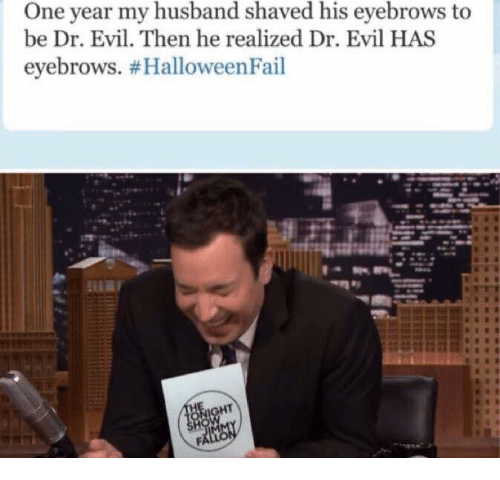 One year my husband shaved his eyebrows to
be Dr. Evil. Then he realized Dr. Evil HAS
eyebrows. #HalloweenFail
THE
TONIGHT
SHOW
JIMMY
FALLON